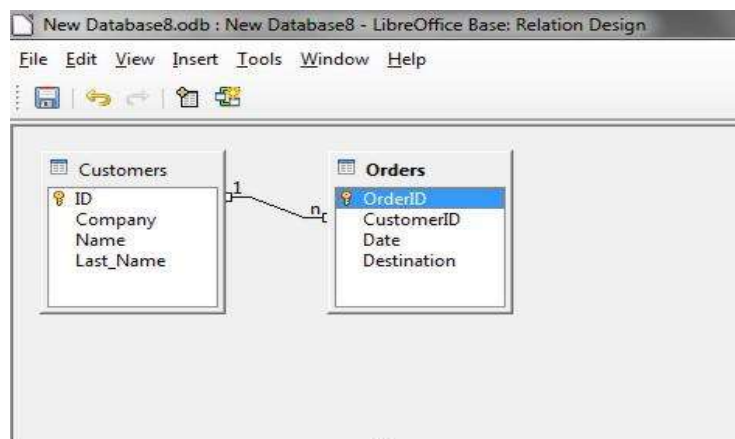 New Database8.odb : New Database8 - LibreOffice Base: Relation Design
File Edit View Insert Tools Window Help
Customers
ID
Company
Name
Last_Name
1
n
Orders
OrderID
CustomerID
Date
Destination